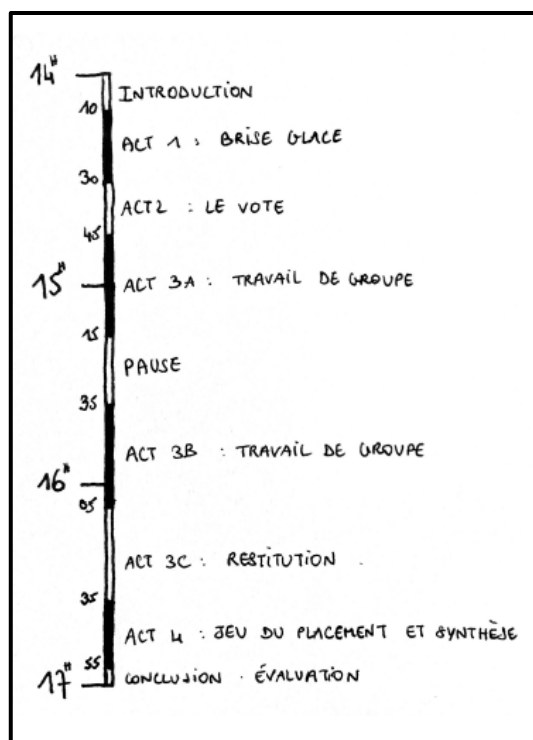 14H
INTRODUCTION
10
ACT 1 : BRISE GLACE
30
ACT2 : LE VOTE
45
15H
ACT 3A : TRAVAIL DE GROUPE
15
PAUSE
35
ACT 3B : TRAVAIL DE GROUPE
16H
05
ACT 3C : RESTITUTION .
35
ACT 4 : JEU DU PLACEMENT ET SYNTHÈSE
55
17H
CONCLUSION . ÉVALUATION